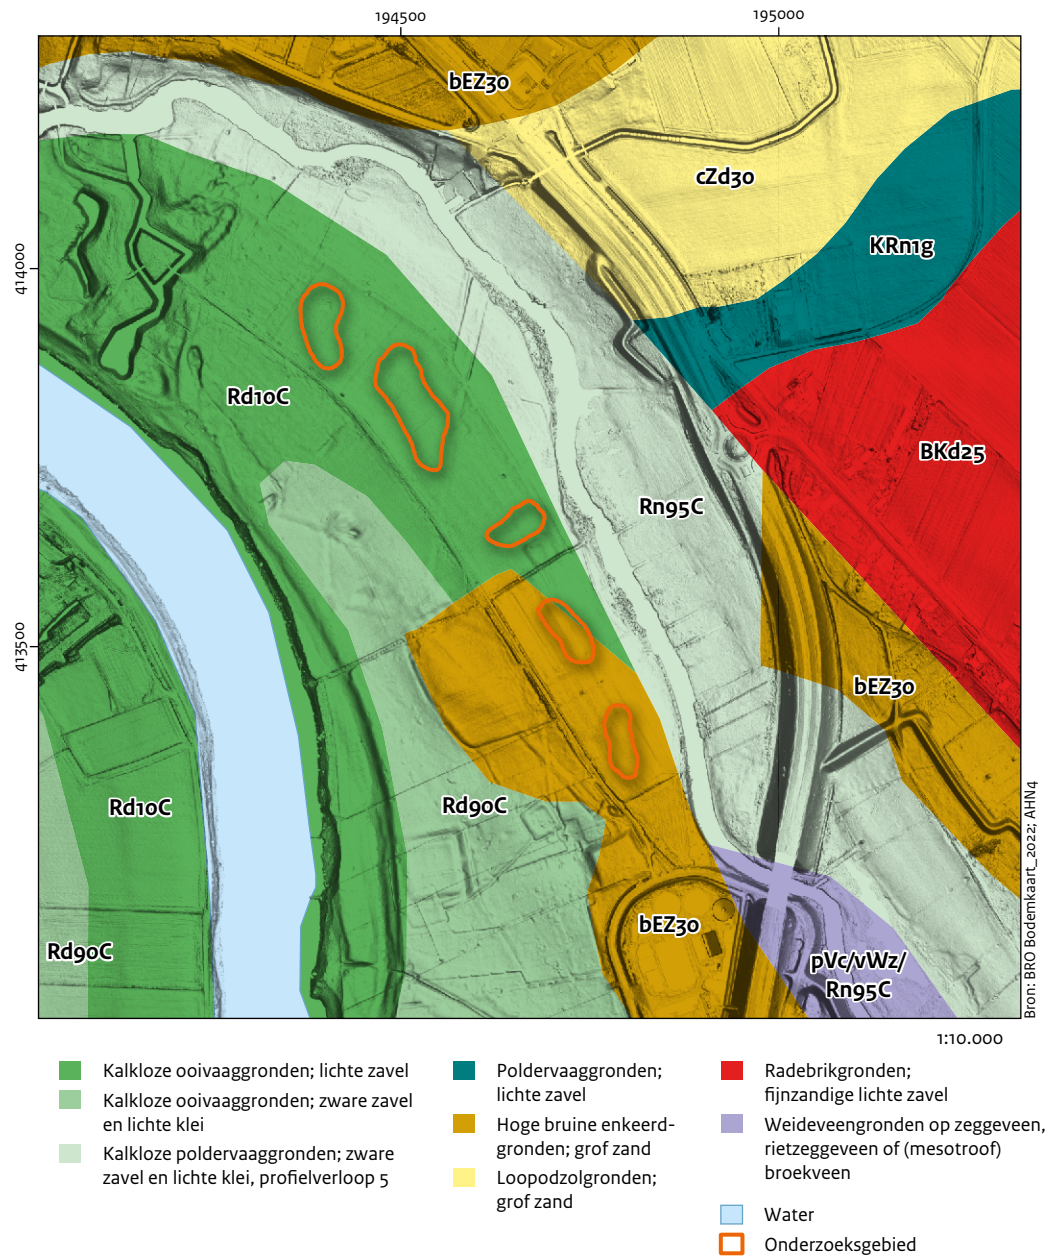 194500
195000
bEZ30
cZd30
KRn1g
414000
Rd10C
BKd25
Rn95C
413500
bEZ30
Rd10C
Rd90C
bEZ30
Rd90C
pVc/vWz/
Rn95C
Bron: BRO Bodemkaart_2022; AHN4
1:10.000
Kalkloze ooivaaggronden; lichte zavel
Kalkloze ooivaaggronden; zware zavel
en lichte klei
Kalkloze poldervaaggronden; zware
zavel en lichte klei, profielverloop 5
Poldervaaggronden;
lichte zavel
Hoge bruine enkeerd-
gronden; grof zand
Loopodzolgronden;
grof zand
Radebrikgronden;
fijnzandige lichte zavel
Weideveengronden op zeggeveen,
rietzeggeveen of (mesotroof)
broekveen
Water
Onderzoeksgebied